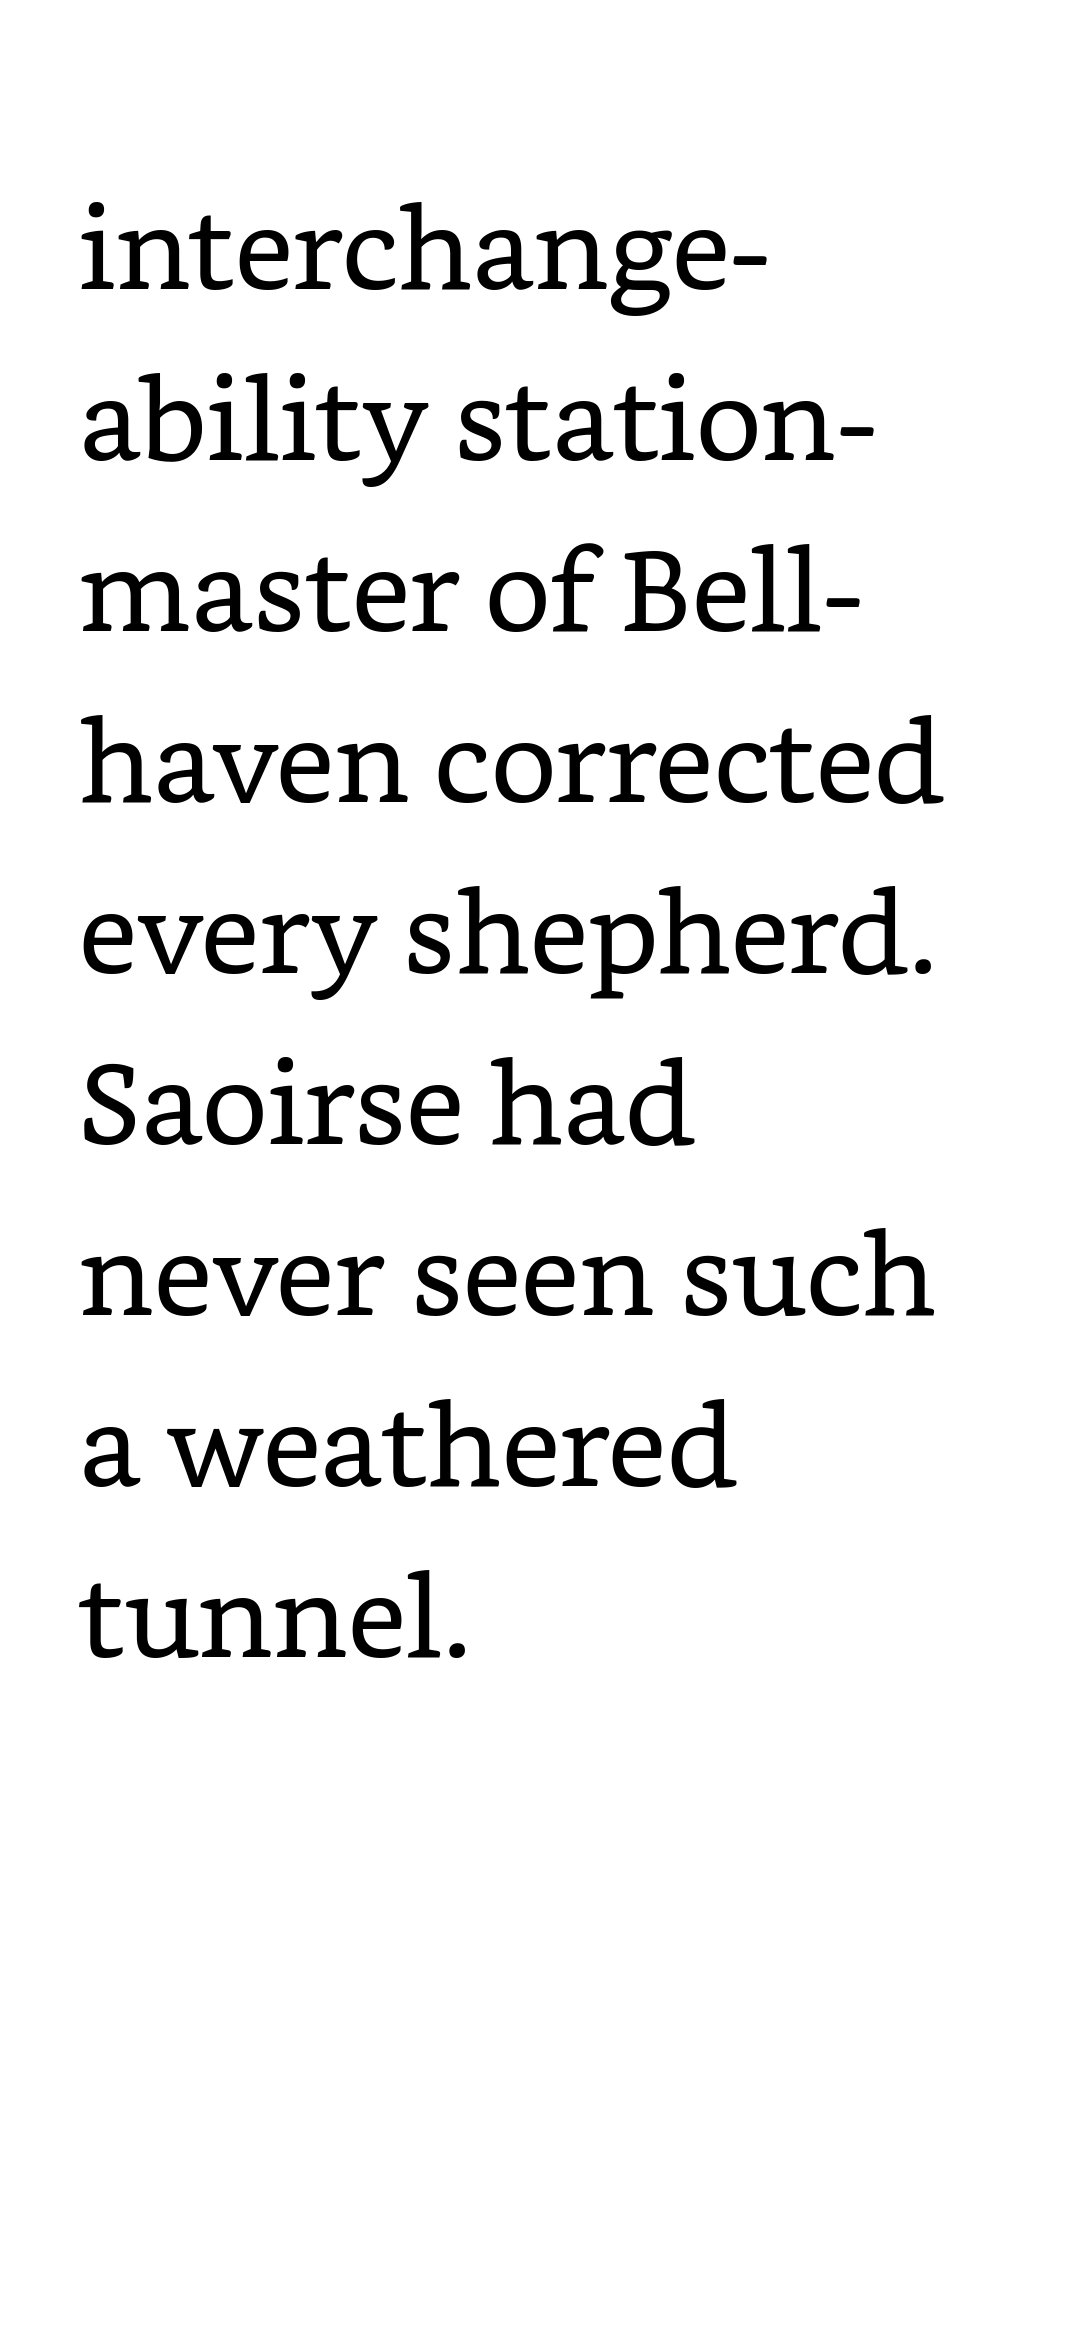 interchange-
ability station-
master of Bell-
haven corrected
every shepherd.
Saoirse had
never seen such
a weathered
tunnel.